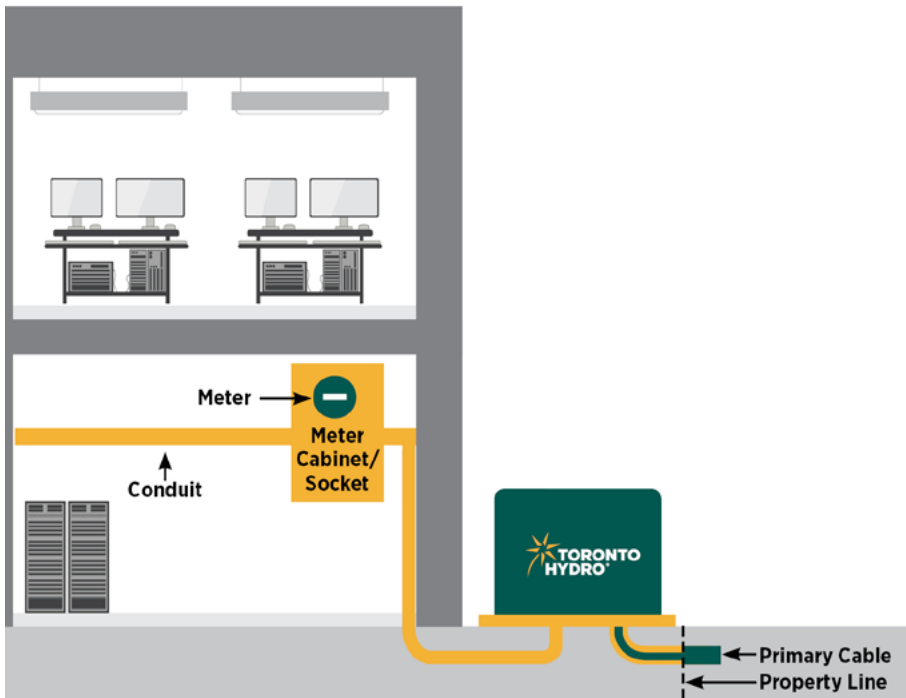 Meter
Meter
Cabinet/
Socket
Conduit
TORONTO
HYDRO
Primary Cable
Property Line